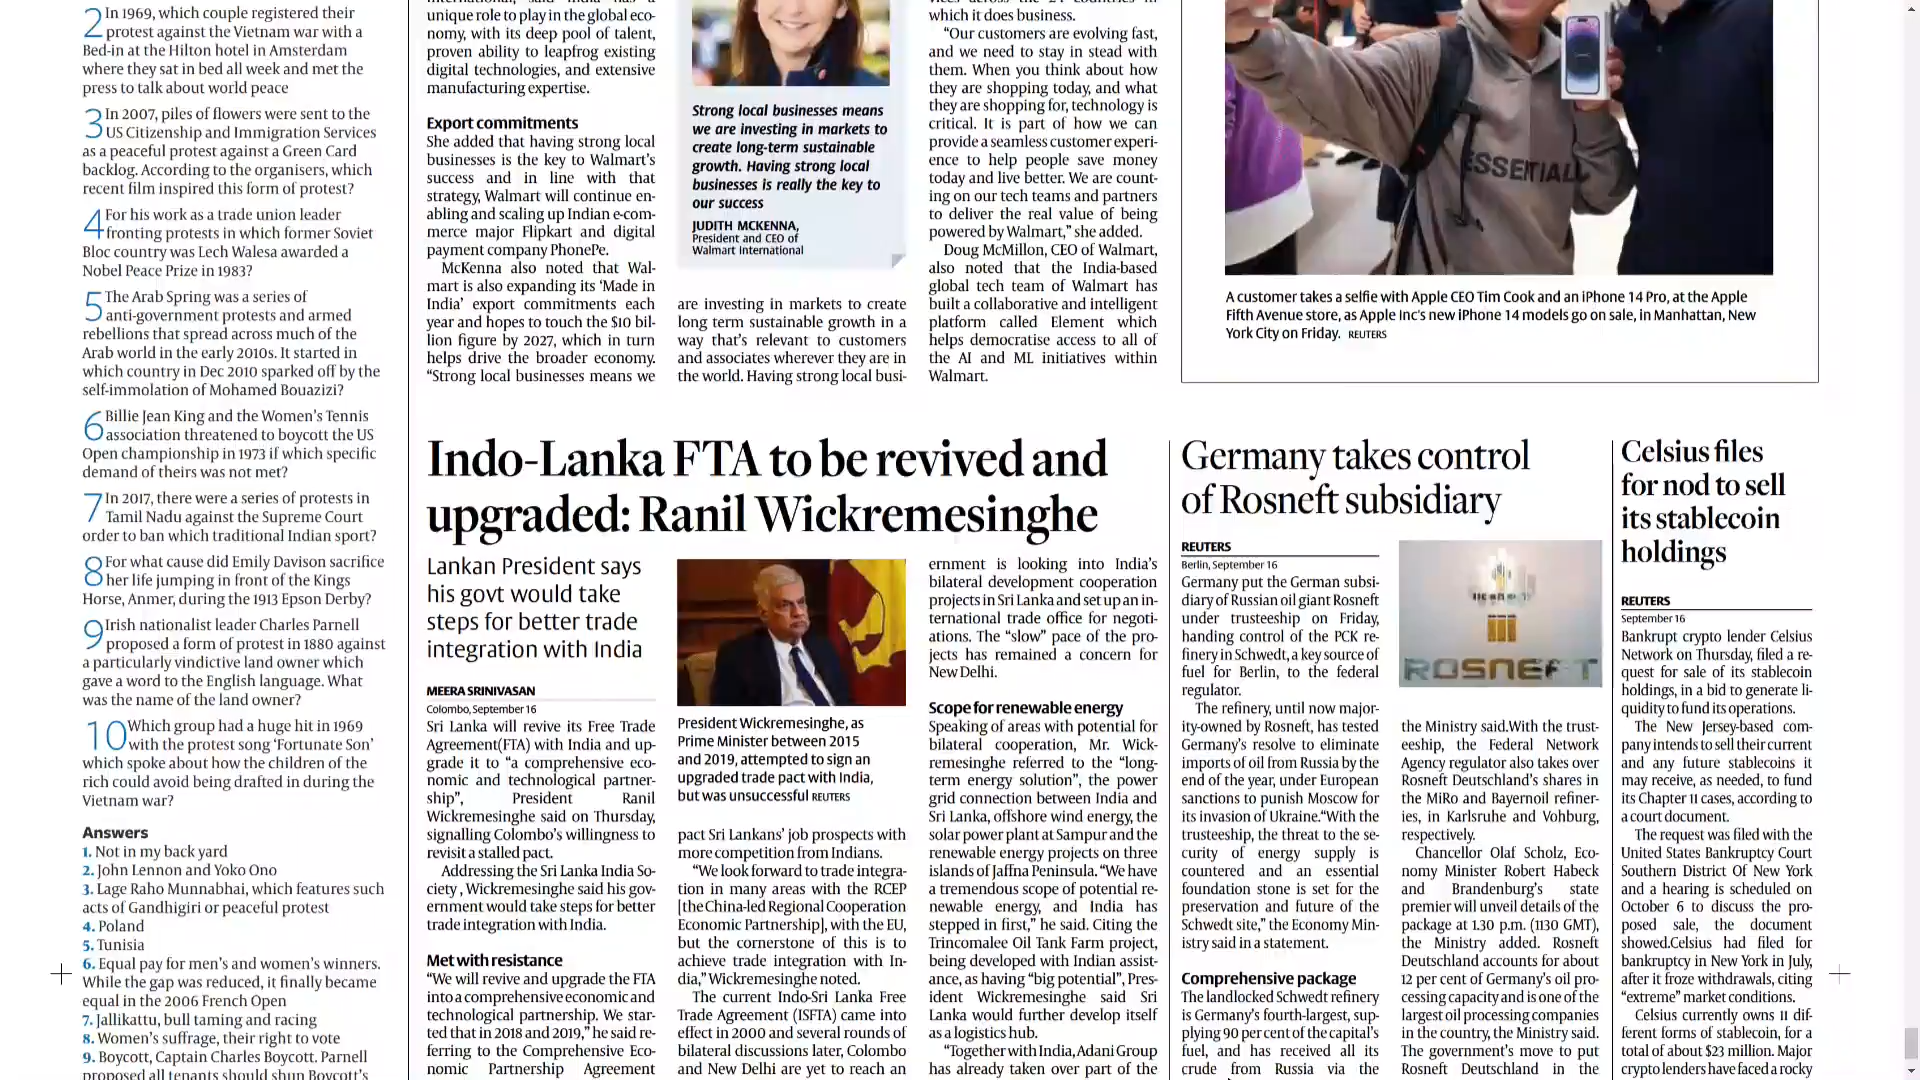 2 In 1969, which couple registered their
protest against the Vietnam war with a
Bed-in at the Hilton hotel in Amsterdam
where they sat in bed all week and met the
press to talk about world peace
3 In 2007, piles of flowers were sent to the
US Citizenship and Immigration Services
as a peaceful protest against a Green Card
backlog. According to the organisers, which
recent film inspired this form of protest?
4 For his work as a trade union leader
fronting protests in which former Soviet
Bloc country was Lech Walesa awarded a
Nobel Peace Prize in 1983?
5 The Arab Spring was a series of
anti-government protests and armed
rebellions that spread across much of the
Arab world in the early 2010s. It started in
which country in Dec 2010 sparked off by the
self-immolation of Mohamed Bouazizi?
6 Billie Jean King and the Women's Tennis
association threatened to boycott the US
Open championship in 1973 if which specific
demand of theirs was not met?
7 In 2017, there were a series of protests in
Tamil Nadu against the Supreme Court
order to ban which traditional Indian sport?
8 For what cause did Emily Davison sacrifice
her life jumping in front of the Kings
Horse, Anmer, during the 1913 Epson Derby?
9 Irish nationalist leader Charles Parnell
proposed a form of protest in 1880 against
a particularly vindictive land owner which
gave a word to the English language. What
was the name of the land owner?
10 Which group had a huge hit in 1969
with the protest song ‘Fortunate Son’
which spoke about how the children of the
rich could avoid being drafted in during the
Vietnam war?
Answers
1. Not in my back yard
2. John Lennon and Yoko Ono
3. Lage Raho Munnabhai, which features such
acts of Gandhigiri or peaceful protest
4. Poland
5. Tunisia
6. Equal pay for men's and women's winners.
While the gap was reduced, it finally became
equal in the 2006 French Open
7. Jallikattu, bull taming and racing
8. Women's suffrage, their right to vote
9. Boycott, Captain Charles Boycott. Parnell
proposed all tenants should shun Boycott's
unique role to play in the global eco-
nomy, with its deep pool of talent,
proven ability to leapfrog existing
digital technologies, and extensive
manufacturing expertise.
Export commitments
She added that having strong local
businesses is the key to Walmart's
success and in line with that
strategy, Walmart will continue en-
abling and scaling up Indian e-com-
merce major Flipkart and digital
payment company PhonePe.
McKenna also noted that Wal-
mart is also expanding its ‘Made in
India’ export commitments each
year and hopes to touch the $10 bil-
lion figure by 2027, which in turn
helps drive the broader economy.
“Strong local businesses means we
Strong local businesses means
we are investing in markets to
create long-term sustainable
growth. Having strong local
businesses is really the key to
our success
JUDITH MCKENNA,
President and CEO of
Walmart International
are investing in markets to create
long term sustainable growth in a
way that's relevant to customers
and associates wherever they are in
the world. Having strong local busi-
which it does business.
“Our customers are evolving fast,
and we need to stay in stead with
them. When you think about how
they are shopping today, and what
they are shopping for, technology is
critical. It is part of how we can
provide a seamless customer experi-
ence to help people save money
today and live better. We are count-
ing on our tech teams and partners
to deliver the real value of being
powered by Walmart,” she added.
Doug McMillon, CEO of Walmart,
also noted that the India-based
global tech team of Walmart has
built a collaborative and intelligent
platform called Element which
helps democratise access to all of
the AI and ML initiatives within
Walmart.
ESSENTIAL
A customer takes a selfie with Apple CEO Tim Cook and an iPhone 14 Pro, at the Apple
Fifth Avenue store, as Apple Inc's new iPhone 14 models go on sale, in Manhattan, New
York City on Friday. REUTERS
Indo-Lanka FTA to be revived and
upgraded: Ranil Wickremesinghe
Lankan President says
his govt would take
steps for better trade
integration with India
MEERA SRINIVASAN
Colombo, September 16
Sri Lanka will revive its Free Trade
Agreement(FTA) with India and up-
grade it to “a comprehensive eco-
nomic and technological partner-
ship”, President Ranil
Wickremesinghe said on Thursday,
signalling Colombo's willingness to
revisit a stalled pact.
Addressing the Sri Lanka India So-
ciety, Wickremesinghe said his gov-
ernment would take steps for better
trade integration with India.
Met with resistance
“We will revive and upgrade the FTA
into a comprehensive economic and
technological partnership. We star-
ted that in 2018 and 2019,” he said re-
ferring to the Comprehensive Eco-
nomic Partnership Agreement
President Wickremesinghe, as
Prime Minister between 2015
and 2019, attempted to sign an
upgraded trade pact with India,
but was unsuccessful REUTERS
pact Sri Lankans' job prospects with
more competition from Indians.
“We look forward to trade integra-
tion in many areas with the RCEP
[the China-led Regional Cooperation
Economic Partnership], with the EU,
but the cornerstone of this is to
achieve trade integration with In-
dia,” Wickremesinghe noted.
The current Indo-Sri Lanka Free
Trade Agreement (ISFTA) came into
effect in 2000 and several rounds of
bilateral discussions later, Colombo
and New Delhi are yet to reach an
ernment is looking into India's
bilateral development cooperation
projects in Sri Lanka and set up an in-
ternational trade office for negoti-
ations. The “slow” pace of the pro-
jects has remained a concern for
New Delhi.
Scope for renewable energy
Speaking of areas with potential for
bilateral cooperation, Mr. Wick-
remesinghe referred to the “long-
term energy solution”, the power
grid connection between India and
Sri Lanka, offshore wind energy, the
solar power plant at Sampur and the
renewable energy projects on three
islands of Jaffna Peninsula. “We have
a tremendous scope of potential re-
newable energy, and India has
stepped in first,” he said. Citing the
Trincomalee Oil Tank Farm project,
being developed with Indian assist-
ance, as having “big potential”, Pres-
ident Wickremesinghe said Sri
Lanka would further develop itself
as a logistics hub.
“Together with India, Adani Group
has already taken over part of the
Germany takes control
of Rosneft subsidiary
REUTERS
Berlin, September 16
Germany put the German subsi-
diary of Russian oil giant Rosneft
under trusteeship on Friday,
handing control of the PCK re-
finery in Schwedt, a key source of
fuel for Berlin, to the federal
regulator.
The refinery, until now major-
ity-owned by Rosneft, has tested
Germany's resolve to eliminate
imports of oil from Russia by the
end of the year, under European
sanctions to punish Moscow for
its invasion of Ukraine.“With the
trusteeship, the threat to the se-
curity of energy supply is
countered and an essential
foundation stone is set for the
preservation and future of the
Schwedt site,” the Economy Min-
istry said in a statement.
Comprehensive package
The landlocked Schwedt refinery
is Germany's fourth-largest, sup-
plying 90 per cent of the capital's
fuel, and has received all its
crude from Russia via the
ROSNEFT
the Ministry said.With the trust-
eeship, the Federal Network
Agency regulator also takes over
Rosneft Deutschland's shares in
the MiRo and Bayernoil refiner-
ies, in Karlsruhe and Vohburg,
respectively.
Chancellor Olaf Scholz, Eco-
nomy Minister Robert Habeck
and Brandenburg's state
premier will unveil details of the
package at 1.30 p.m. (1130 GMT),
the Ministry added. Rosneft
Deutschland accounts for about
12 per cent of Germany's oil pro-
cessing capacity and is one of the
largest oil processing companies
in the country, the Ministry said.
The government's move to put
Rosneft Deutschland in the
Celsius files
for nod to sell
its stablecoin
holdings
REUTERS
September 16
Bankrupt crypto lender Celsius
Network on Thursday, filed a re-
quest for sale of its stablecoin
holdings, in a bid to generate li-
quidity to fund its operations.
The New Jersey-based com-
pany intends to sell their current
and any future stablecoins it
may receive, as needed, to fund
its Chapter 11 cases, according to
a court document.
The request was filed with the
United States Bankruptcy Court
Southern District Of New York
and a hearing is scheduled on
October 6 to discuss the pro-
posed sale, the document
showed.Celsius had filed for
bankruptcy in New York in July,
after it froze withdrawals, citing
“extreme” market conditions.
Celsius currently owns 11 dif-
ferent forms of stablecoin, for a
total of about $23 million. Major
crypto lenders have faced a rocky